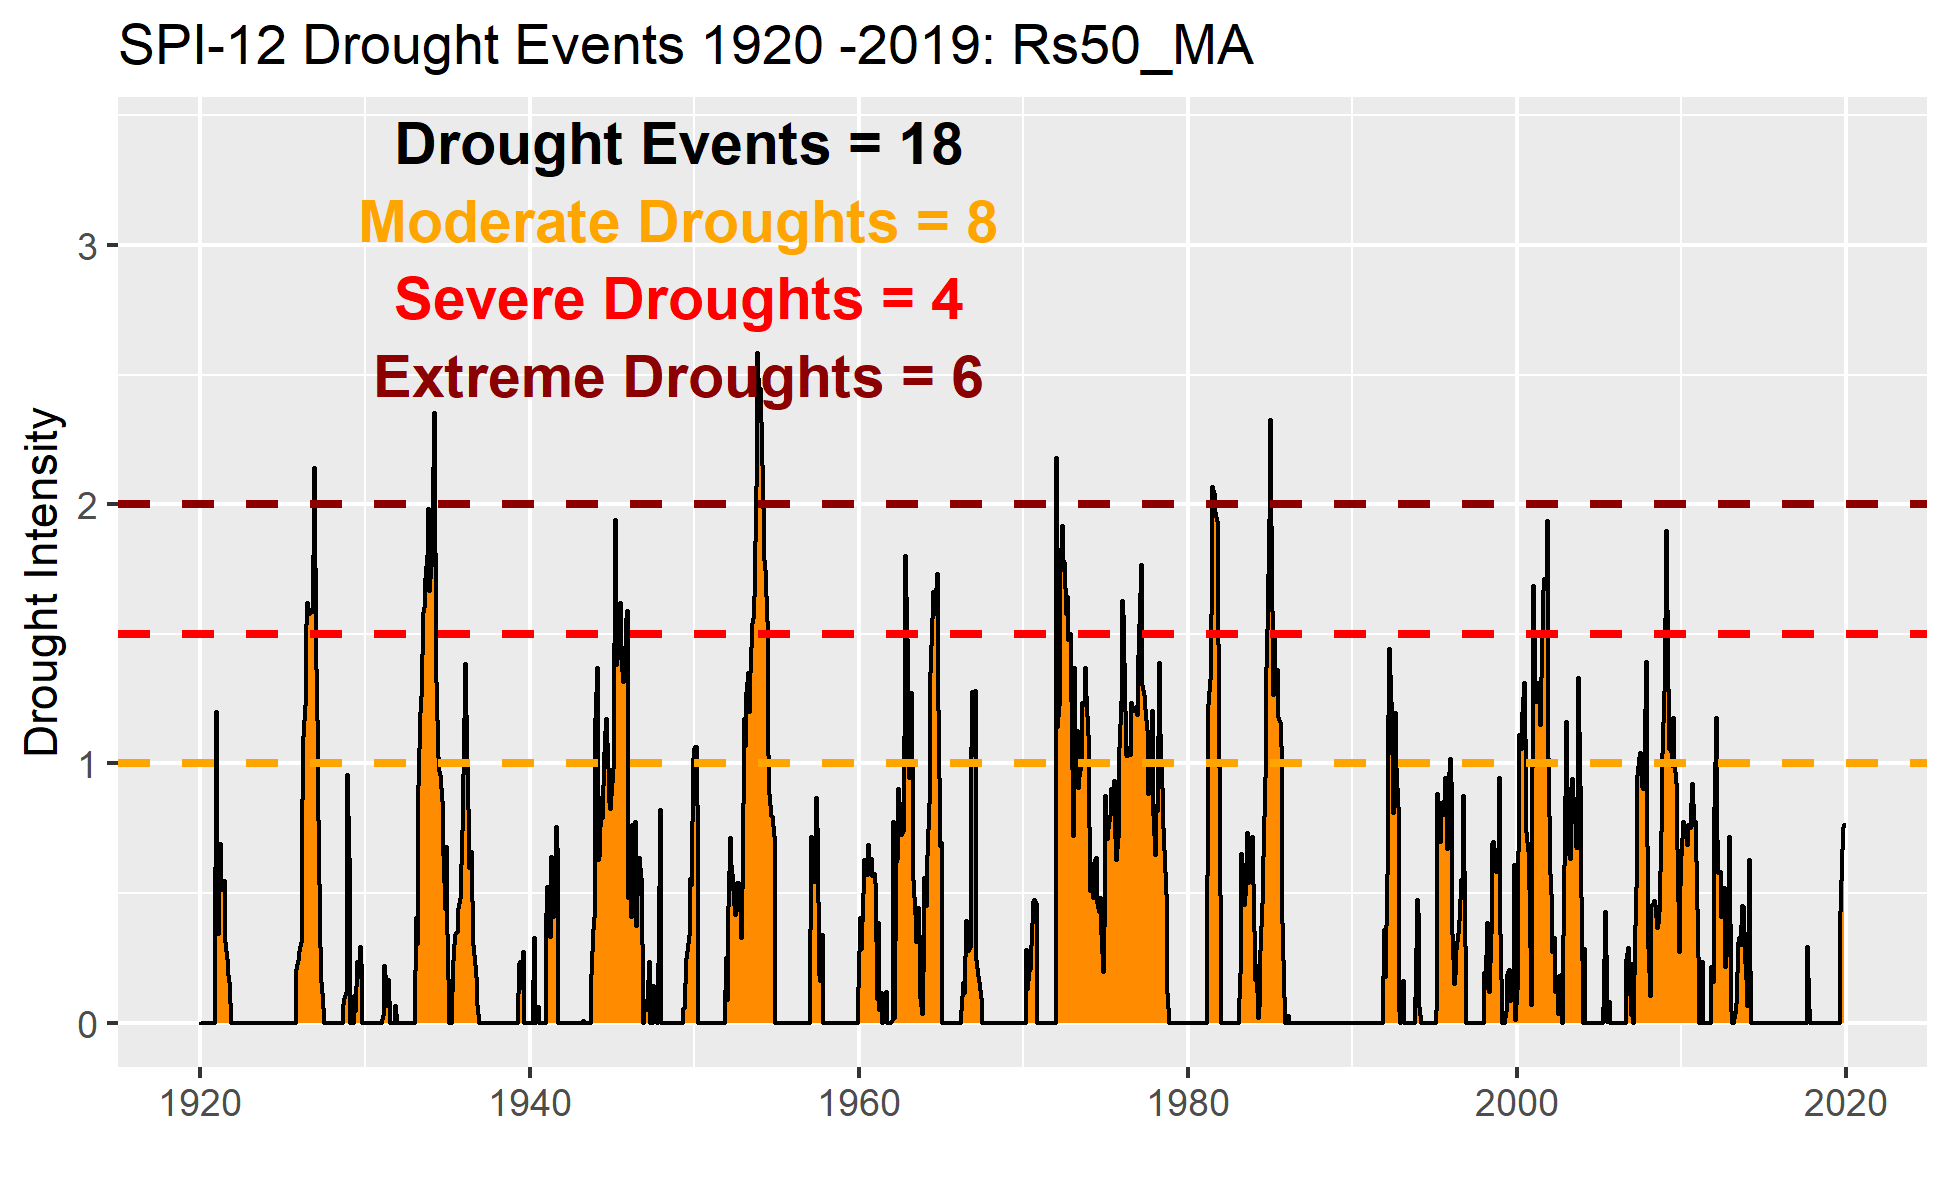 SPI-12 Drought Events 1920 -2019: Rs50_MA
Drought Events = 18
Moderate Droughts = 8
Severe Droughts = 4
Extreme Droughts = 6
Drought Intensity
3
2
1
0
1920 1940 1960 1980 2000 2020